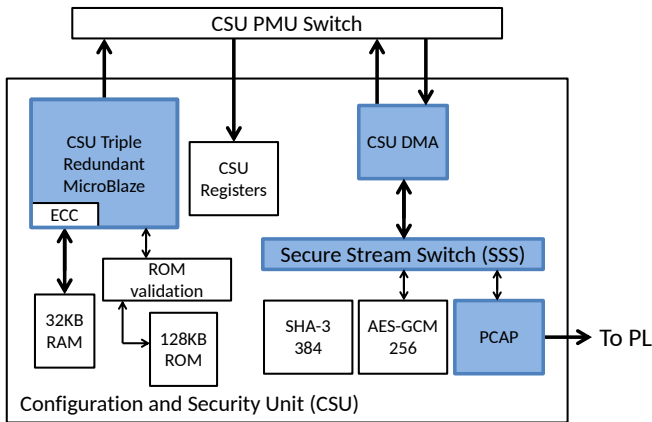 CSU PMU Switch
CSU Triple
Redundant
MicroBlaze
ECC
CSU
Registers
CSU DMA
Secure Stream Switch (SSS)
ROM
validation
32KB
RAM
128KB
ROM
SHA-3
384
AES-GCM
256
PCAP
To PL
Configuration and Security Unit (CSU)